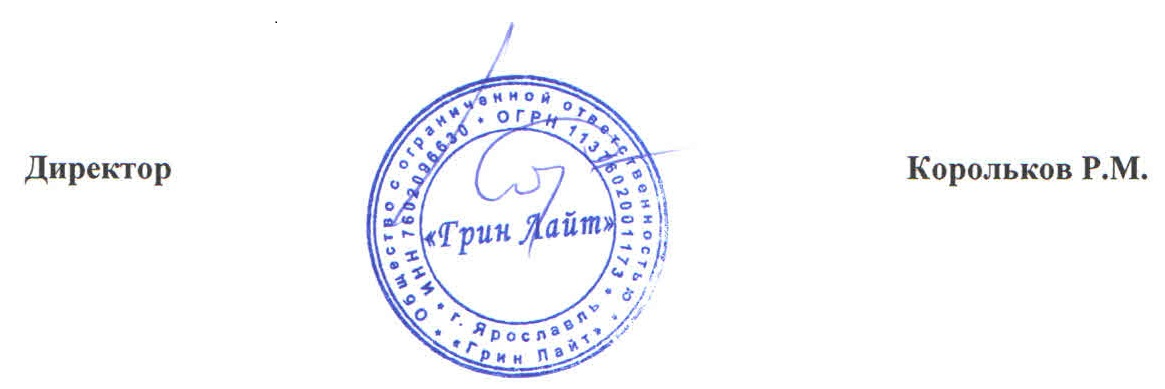 Директор
Общество с ограниченной ответственностью
* «Грин Лайт» *
ИНН 7602096630 * ОГРН 1137602001173 *
г. Ярославль *
«Грин Лайт»
Корольков Р.М.